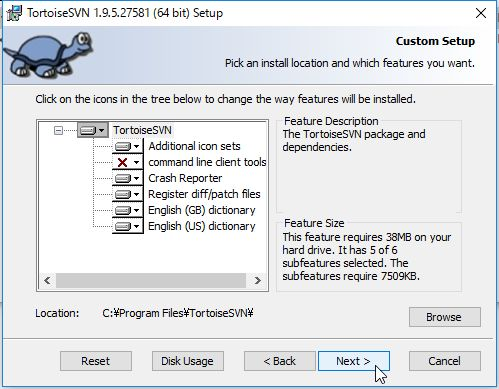 TortoiseSVN 1.9.5.27581 (64 bit) Setup
Custom Setup
Pick an install location and which features you want.
Click on the icons in the tree below to change the way features will be installed.
TortoiseSVN
Additional icon sets
command line client tools
Crash Reporter
Register diff/patch files
English (GB) dictionary
English (US) dictionary
Feature Description
The TortoiseSVN package and
dependencies.
Feature Size
This feature requires 38MB on your
hard drive. It has 5 of 6
subfeatures selected. The
subfeatures require 7509KB.
Location: C:¥Program Files¥TortoiseSVN¥
Browse
Reset Disk Usage < Back Next > Cancel